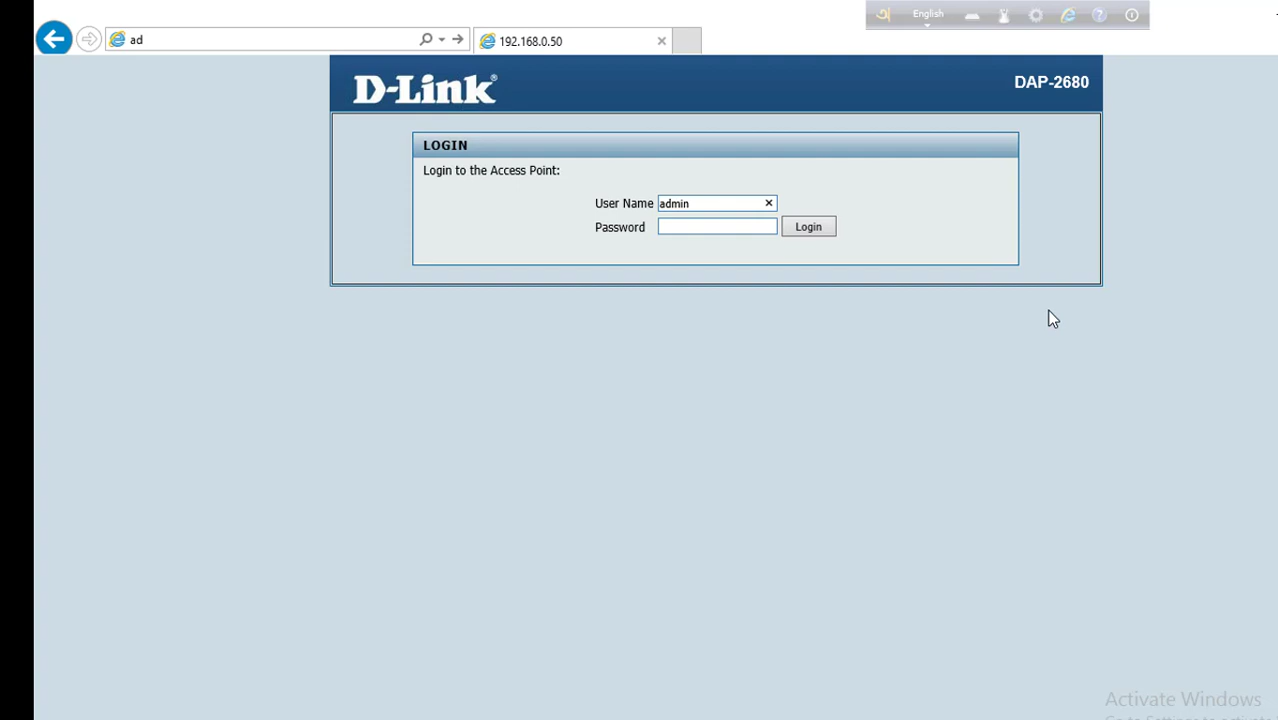 English
ad
192.168.0.50
D-Link®
DAP-2680
LOGIN
Login to the Access Point:
User Name admin
Password Login
Activate Windows